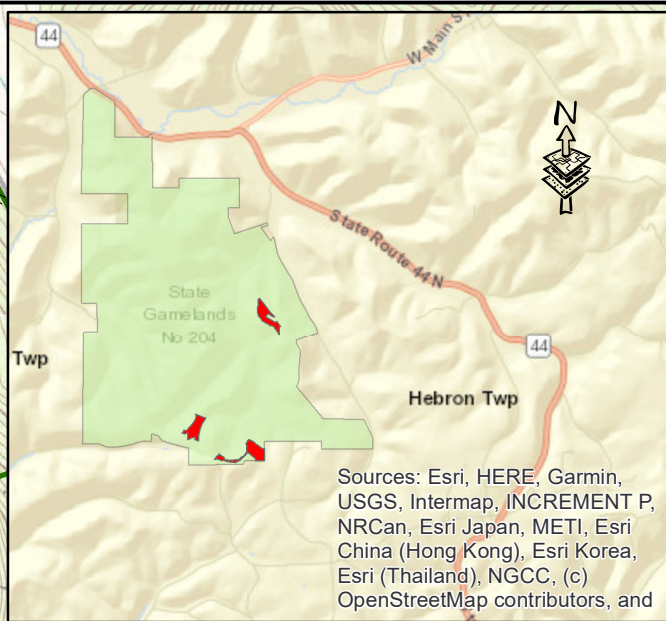 44
W Main S
N
State Route 44 N
State
Gamelands
No 204
44
Twp
Hebron Twp
Sources: Esri, HERE, Garmin,
USGS, Intermap, INCREMENT P,
NRCan, Esri Japan, METI, Esri
China (Hong Kong), Esri Korea,
Esri (Thailand), NGCC, (c)
OpenStreetMap contributors, and